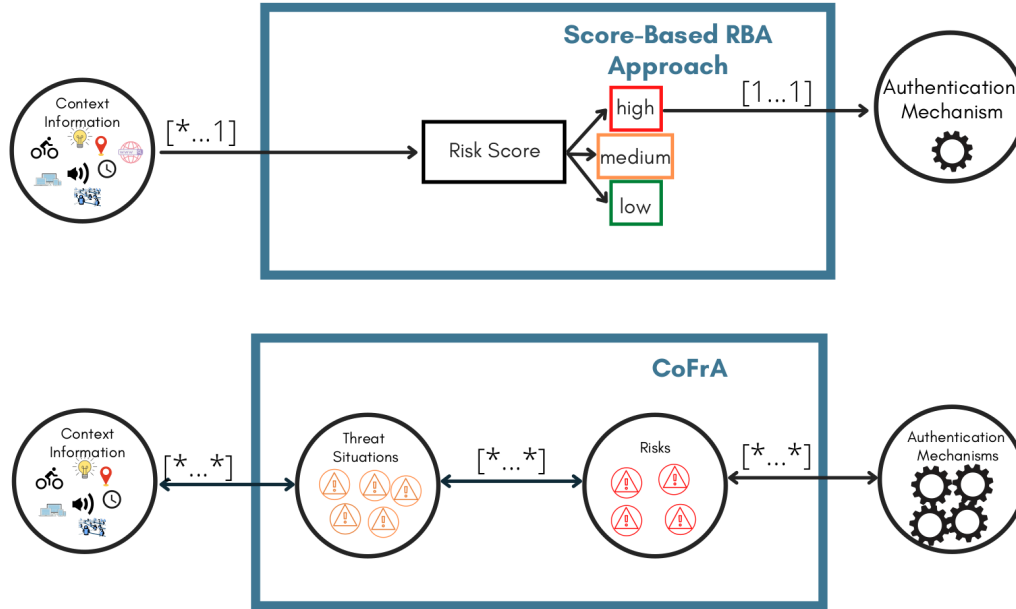 Score-Based RBA
Approach
Context
Information
[*...1]
Risk Score
high
medium
low
[1...1]
Authentication
Mechanism
CoFrA
Context
Information
[*...*]
Threat
Situations
[*...*]
Risks
[*...*]
Authentication
Mechanisms